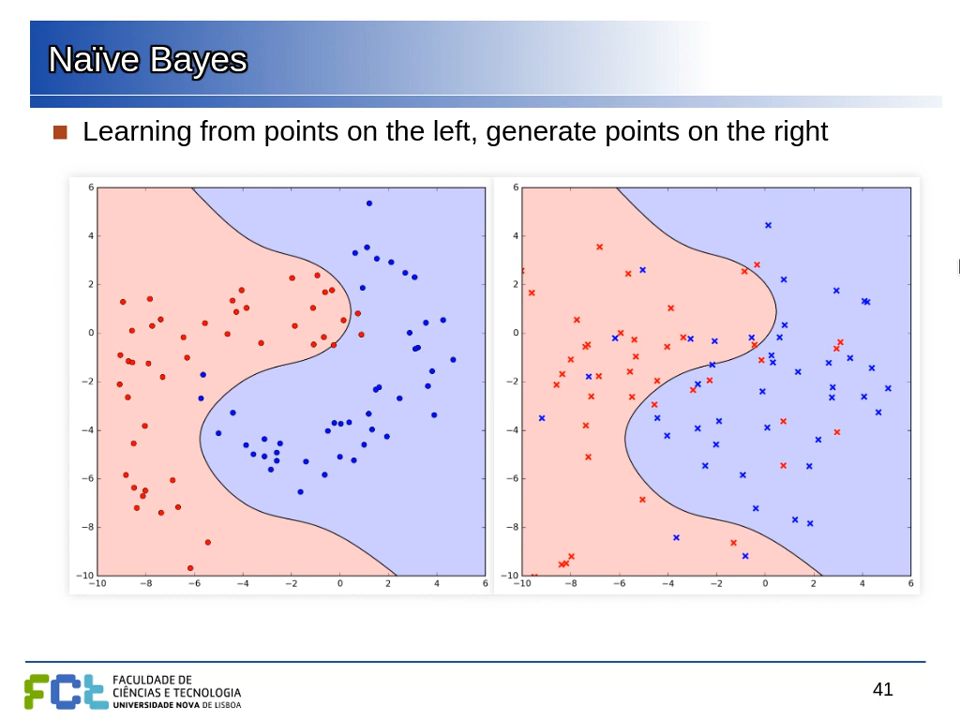 Naïve Bayes
■ Learning from points on the left, generate points on the right
6
4
2
0
−2
−4
−6
−8
−10
−10 −8 −6 −4 −2 0 2 4 6
6
4
2
0
−2
−4
−6
−8
−10
−10 −8 −6 −4 −2 0 2 4 6
FCt
FACULDADE DE
CIÊNCIAS E TECNOLOGIA
UNIVERSIDADE NOVA DE LISBOA
41